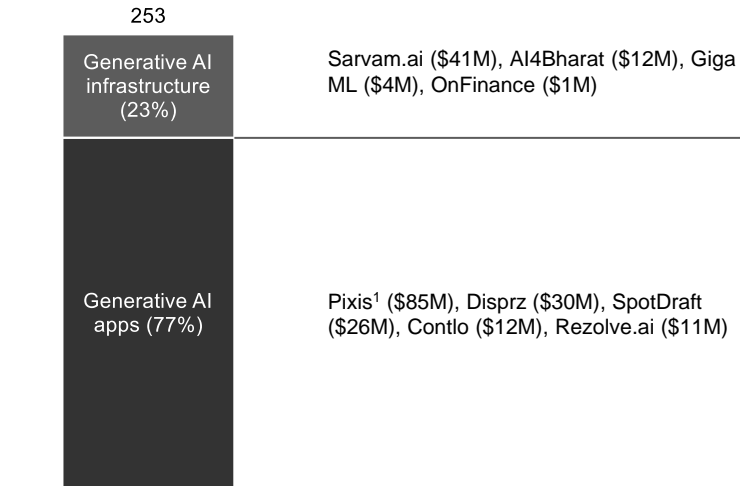 253
Generative AI
infrastructure
(23%)
Sarvam.ai ($41M), AI4Bharat ($12M), Giga
ML ($4M), OnFinance ($1M)
Generative AI
apps (77%)
Pixis¹ ($85M), Disprz ($30M), SpotDraft
($26M), Contlo ($12M), Rezolve.ai ($11M)